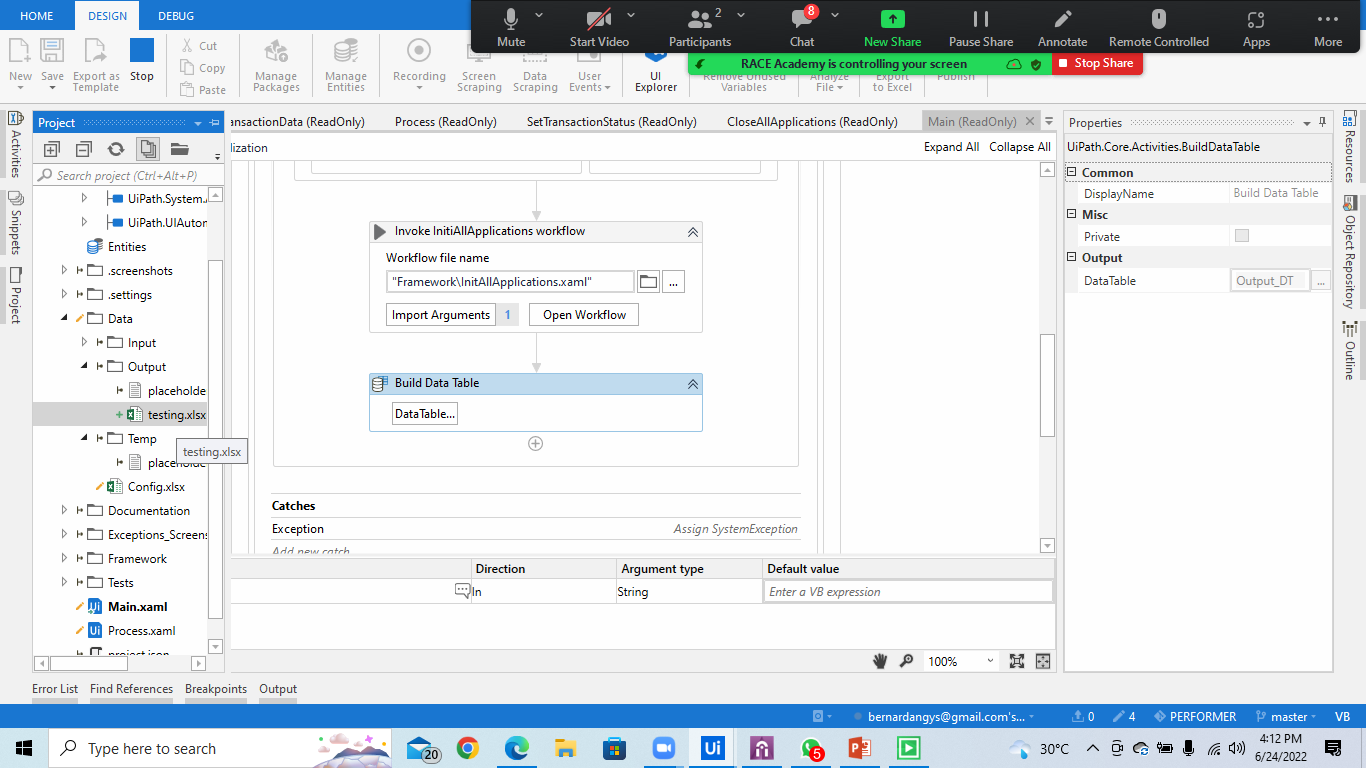 HOME DESIGN DEBUG
Mute Start Video Participants 2 Chat 8 New Share Pause Share Annotate Remote Controlled Apps More
RACE Academy is controlling your screen Stop Share
New Save Export as Template Stop
Cut
Copy
Paste
Manage Packages
Manage Entities
Recording Screen Scraping Data Scraping User Events UI Explorer Remove Unused Variables Analyze File Export to Excel Publish
Activities
Snippets
Project
Project
Search project (Ctrl+Alt+P)
UiPath.System.
UiPath.UIAuton
Entities
.screenshots
.settings
Data
Input
Output
placeholde
testing.xlsx
Temp
placeholde
testing.xlsx
Config.xlsx
Documentation
Exceptions_Screens
Framework
Tests
Main.xaml
Process.xaml
project.json
ansactionData (ReadOnly) Process (ReadOnly) SetTransactionStatus (ReadOnly) CloseAllApplications (ReadOnly) Main (ReadOnly)
lization Expand All Collapse All
Invoke InitiAllApplications workflow
Workflow file name
"Framework\InitAllApplications.xaml" ...
Import Arguments 1 Open Workflow
Build Data Table
DataTable...
Catches
Exception Assign SystemException
Add new catch
Direction Argument type Default value
In String Enter a VB expression
100%
Properties
UiPath.Core.Activities.BuildDataTable
Common
DisplayName Build Data Table
Misc
Private
Output
DataTable Output_DT ...
Resources
Object Repository
Outline
Error List Find References Breakpoints Output
bernardangys@gmail.com's... 0 4 PERFORMER master VB
Type here to search 20 Ui 5 30°C 4:12 PM
6/24/2022